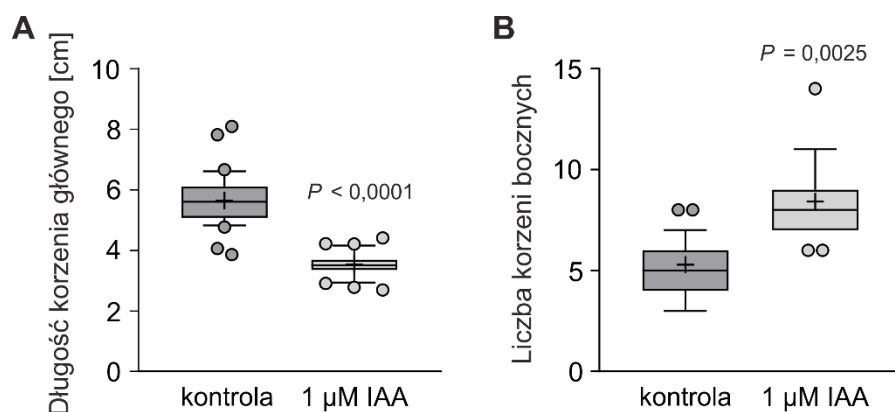 A
Długość korzenia głównego [cm]
10
8
6
4
2
0
P < 0,0001
kontrola
1 µM IAA
B
Liczba korzeni bocznych
15
10
5
0
P = 0,0025
kontrola
1 µM IAA